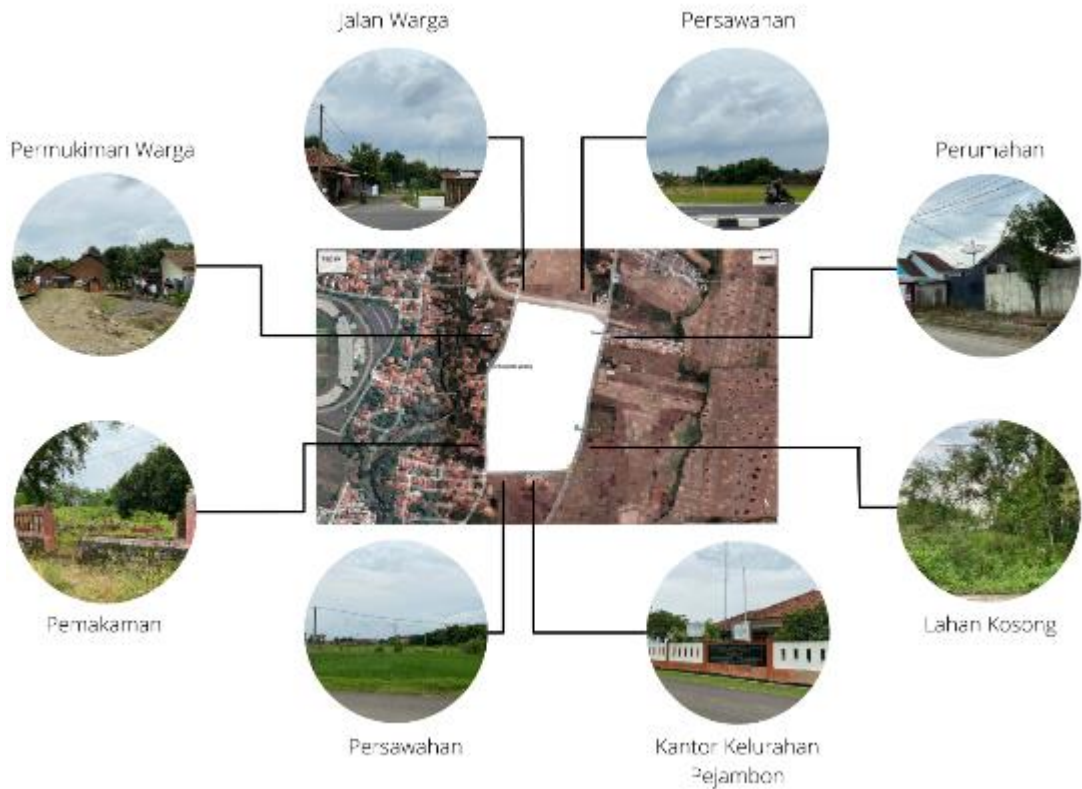 Jalan Warga
Persawahan
Permukiman Warga
Perumahan
Pemakaman
Lahan Kosong
Persawahan
Kantor Kelurahan
Pejambon